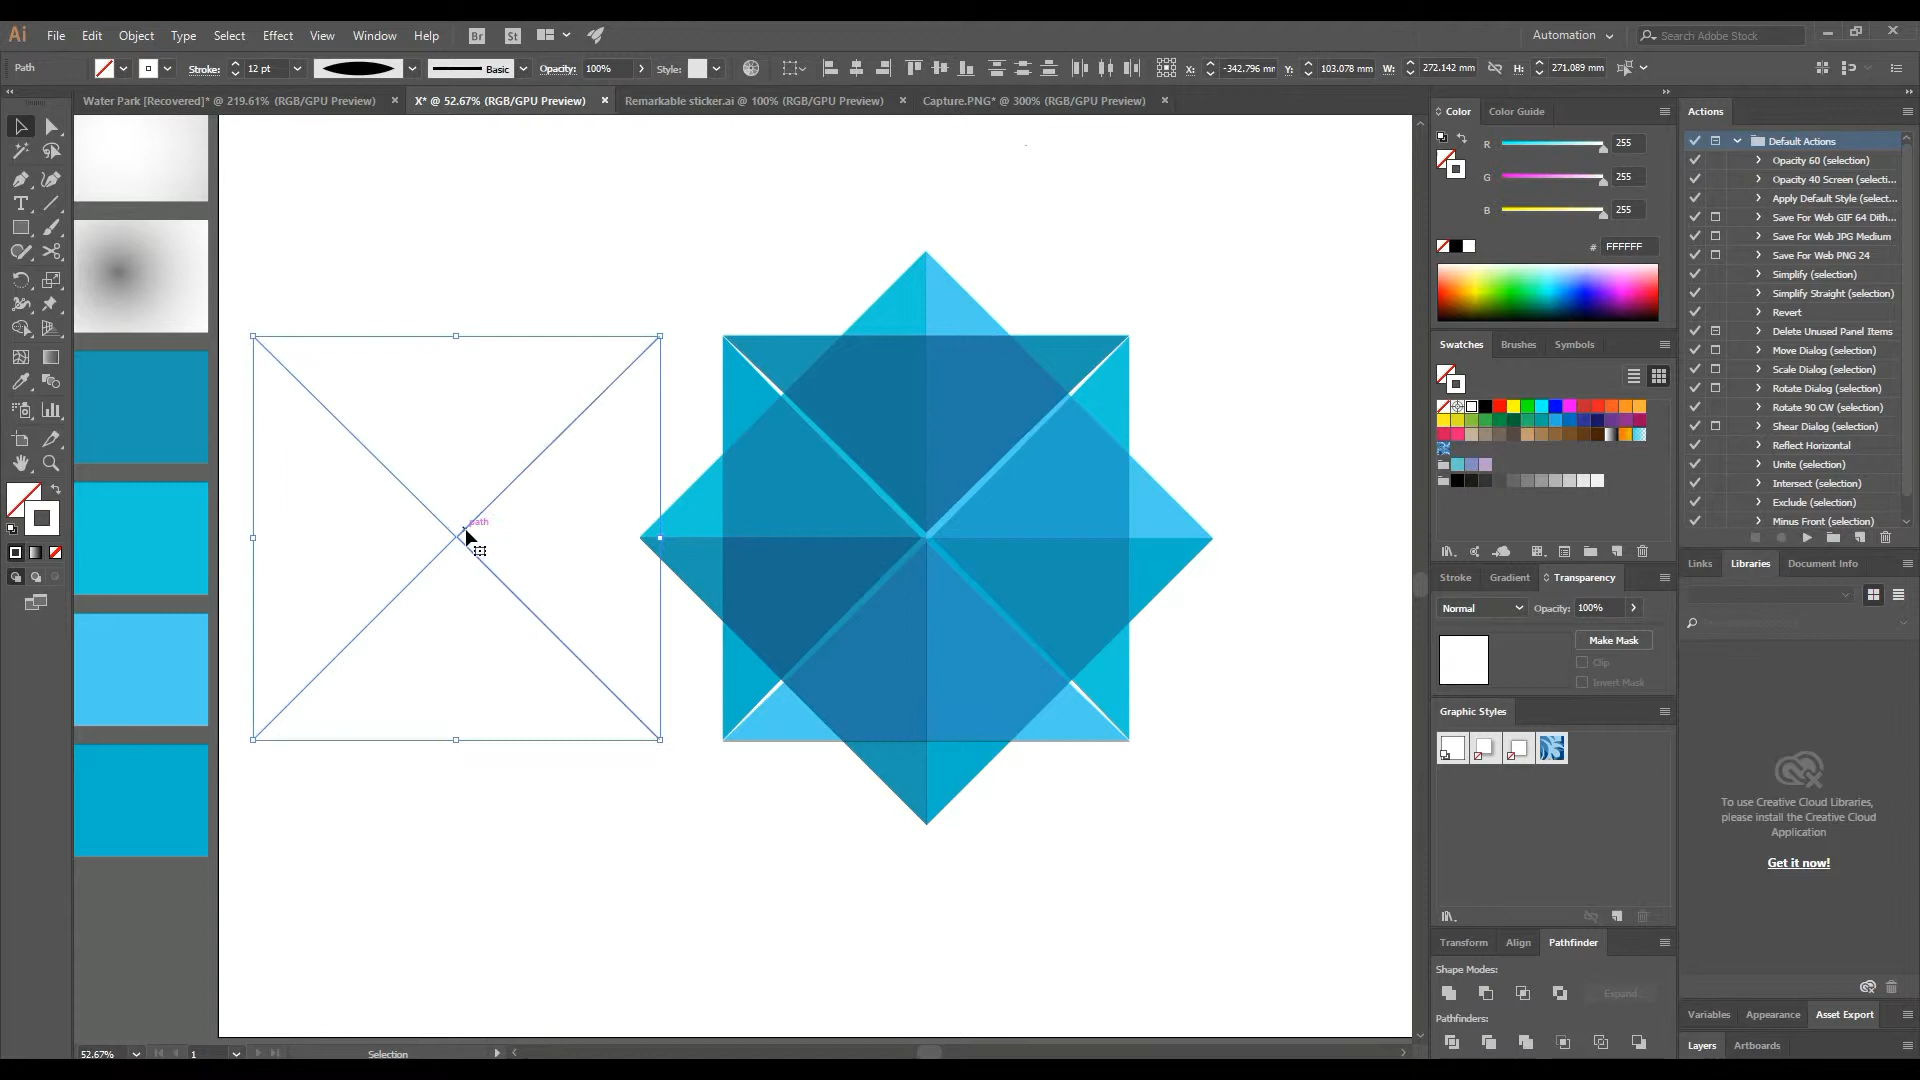 Ai File Edit Object Type Select Effect View Window Help Br St Automation Search Adobe Stock
Path Stroke: 12 pt Basic Opacity: 100% Style: X: -342.796 mm Y: 103.078 mm W: 272.142 mm H: 271.089 mm
Water Park [Recovered]* @ 219.61% (RGB/GPU Preview) × X* @ 52.67% (RGB/GPU Preview) × Remarkable sticker.ai @ 100% (RGB/GPU Preview) × Capture.PNG* @ 300% (RGB/GPU Preview) ×
path
52.67% 1 Selection
Color Color Guide
R 255
G 255
B 255
# FFFFFF
Swatches Brushes Symbols
Stroke Gradient Transparency
Normal Opacity: 100%
Make Mask
Clip
Invert Mask
Graphic Styles
Transform Align Pathfinder
Shape Modes:
Expand
Pathfinders:
Actions
Default Actions
Opacity 60 (selection)
Opacity 40 Screen (selecti...
Apply Default Style (select...
Save For Web GIF 64 Dith...
Save For Web JPG Medium
Save For Web PNG 24
Simplify (selection)
Simplify Straight (selection)
Revert
Delete Unused Panel Items
Move Dialog (selection)
Scale Dialog (selection)
Rotate Dialog (selection)
Rotate 90 CW (selection)
Shear Dialog (selection)
Reflect Horizontal
Unite (selection)
Intersect (selection)
Exclude (selection)
Minus Front (selection)
Links Libraries Document Info
To use Creative Cloud Libraries,
please install the Creative Cloud
Application
Get it now!
Variables Appearance Asset Export
Layers Artboards